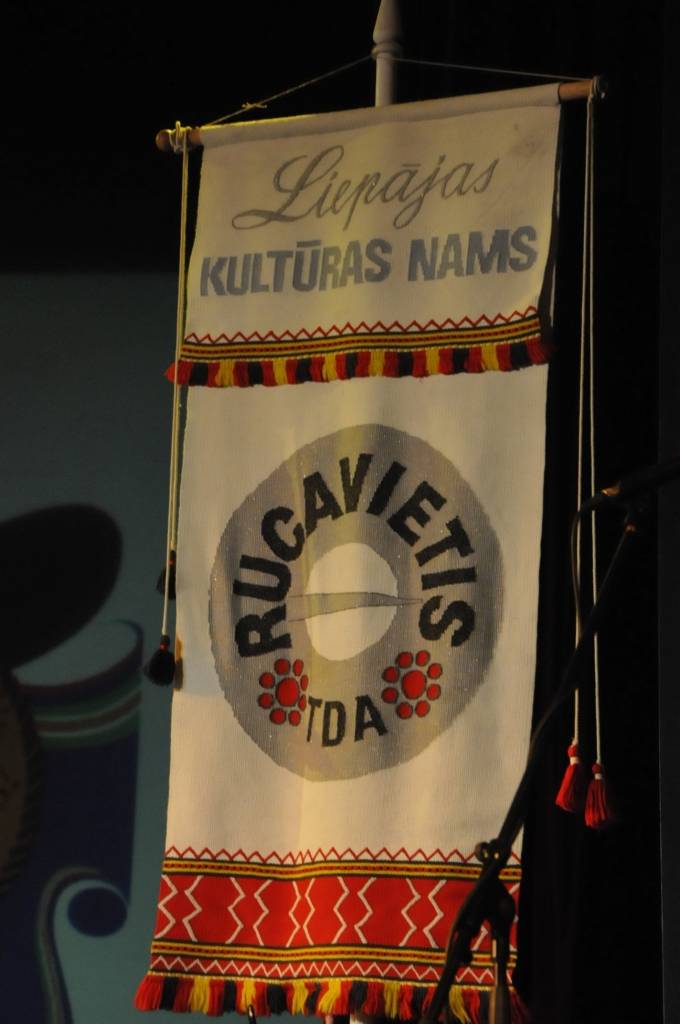 Liepājas
KULTŪRAS NAMS
RUCAVIETIS
TDA